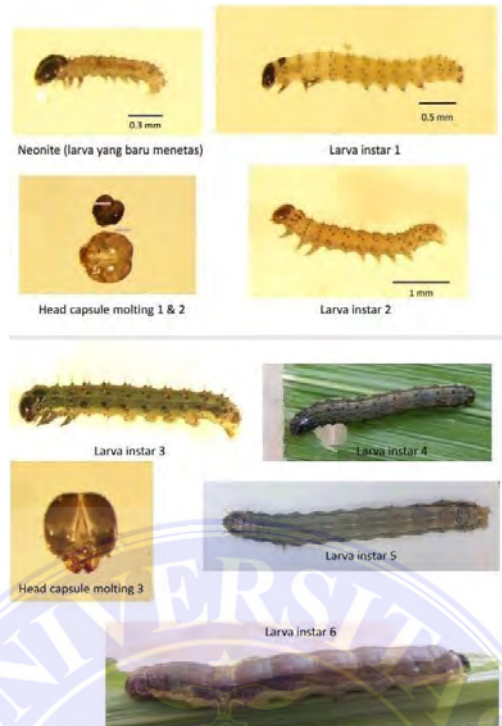 0.3 mm
0.5 mm
Neonite (larva yang baru menetas)
Larva instar 1
1 mm
Head capsule molting 1 & 2
Larva instar 2
Larva instar 3
Larva instar 4
Larva instar 5
Head capsule molting 3
Larva instar 6
NIVERSIT